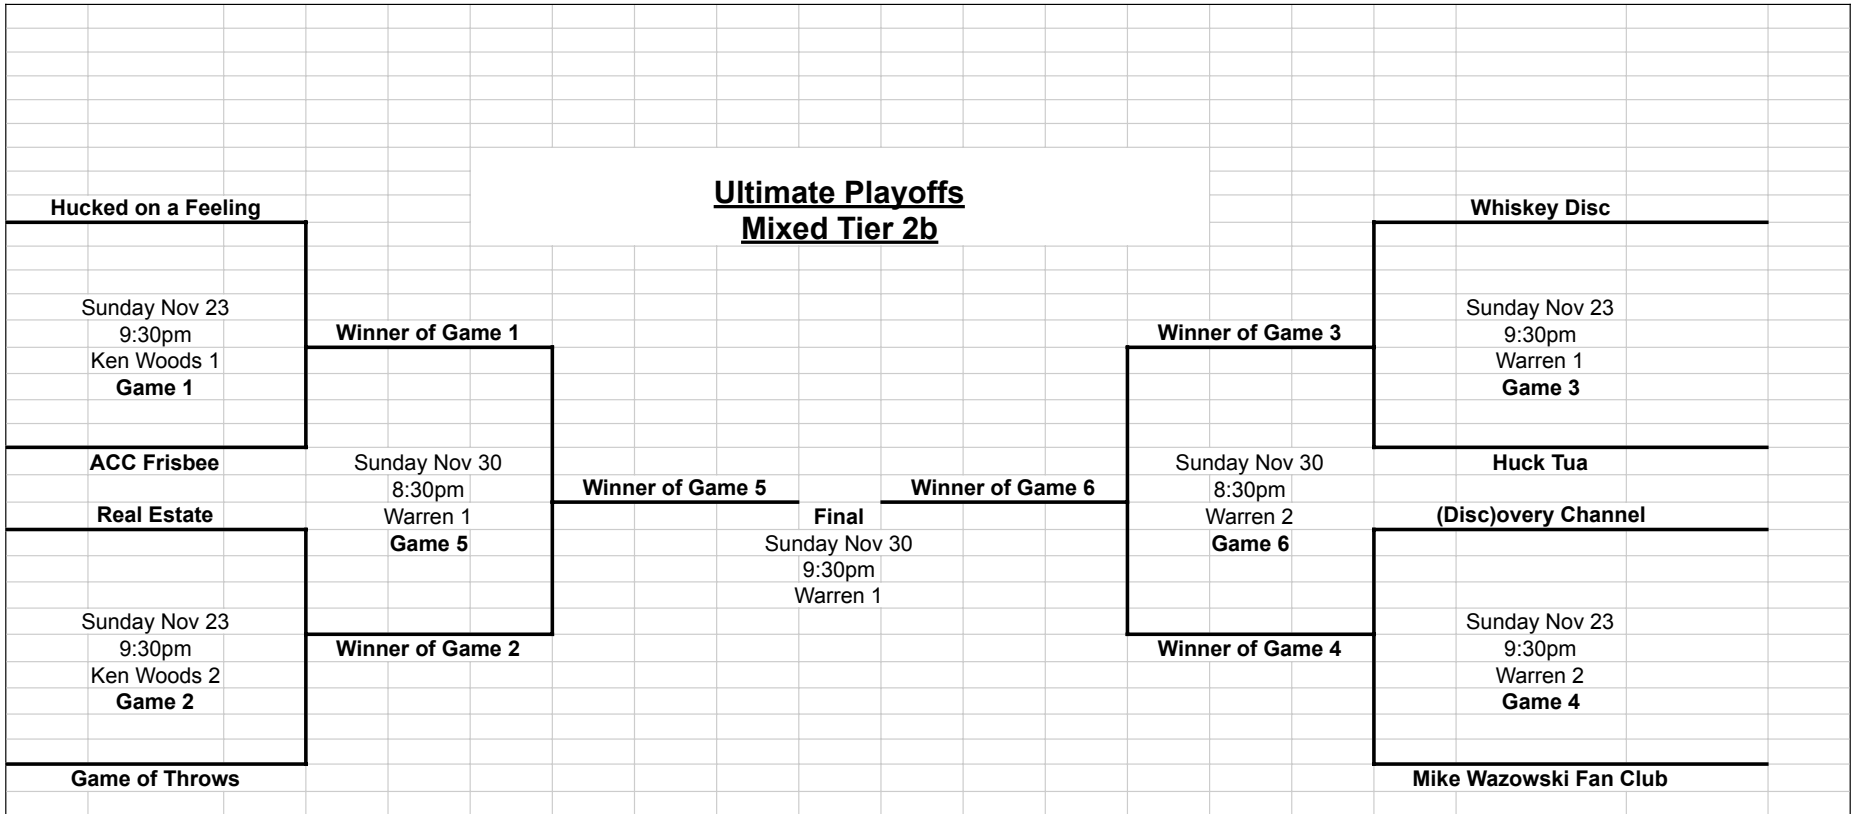 Ultimate Playoffs
Mixed Tier 2b
Hucked on a Feeling
Sunday Nov 23
9:30pm
Ken Woods 1
Game 1
ACC Frisbee
Real Estate
Sunday Nov 23
9:30pm
Ken Woods 2
Game 2
Game of Throws
Winner of Game 1
Sunday Nov 30
8:30pm
Warren 1
Game 5
Winner of Game 2
Winner of Game 5
Final
Sunday Nov 30
9:30pm
Warren 1
Winner of Game 6
Winner of Game 3
Sunday Nov 30
8:30pm
Warren 2
Game 6
Winner of Game 4
Whiskey Disc
Sunday Nov 23
9:30pm
Warren 1
Game 3
Huck Tua
(Disc)overy Channel
Sunday Nov 23
9:30pm
Warren 2
Game 4
Mike Wazowski Fan Club